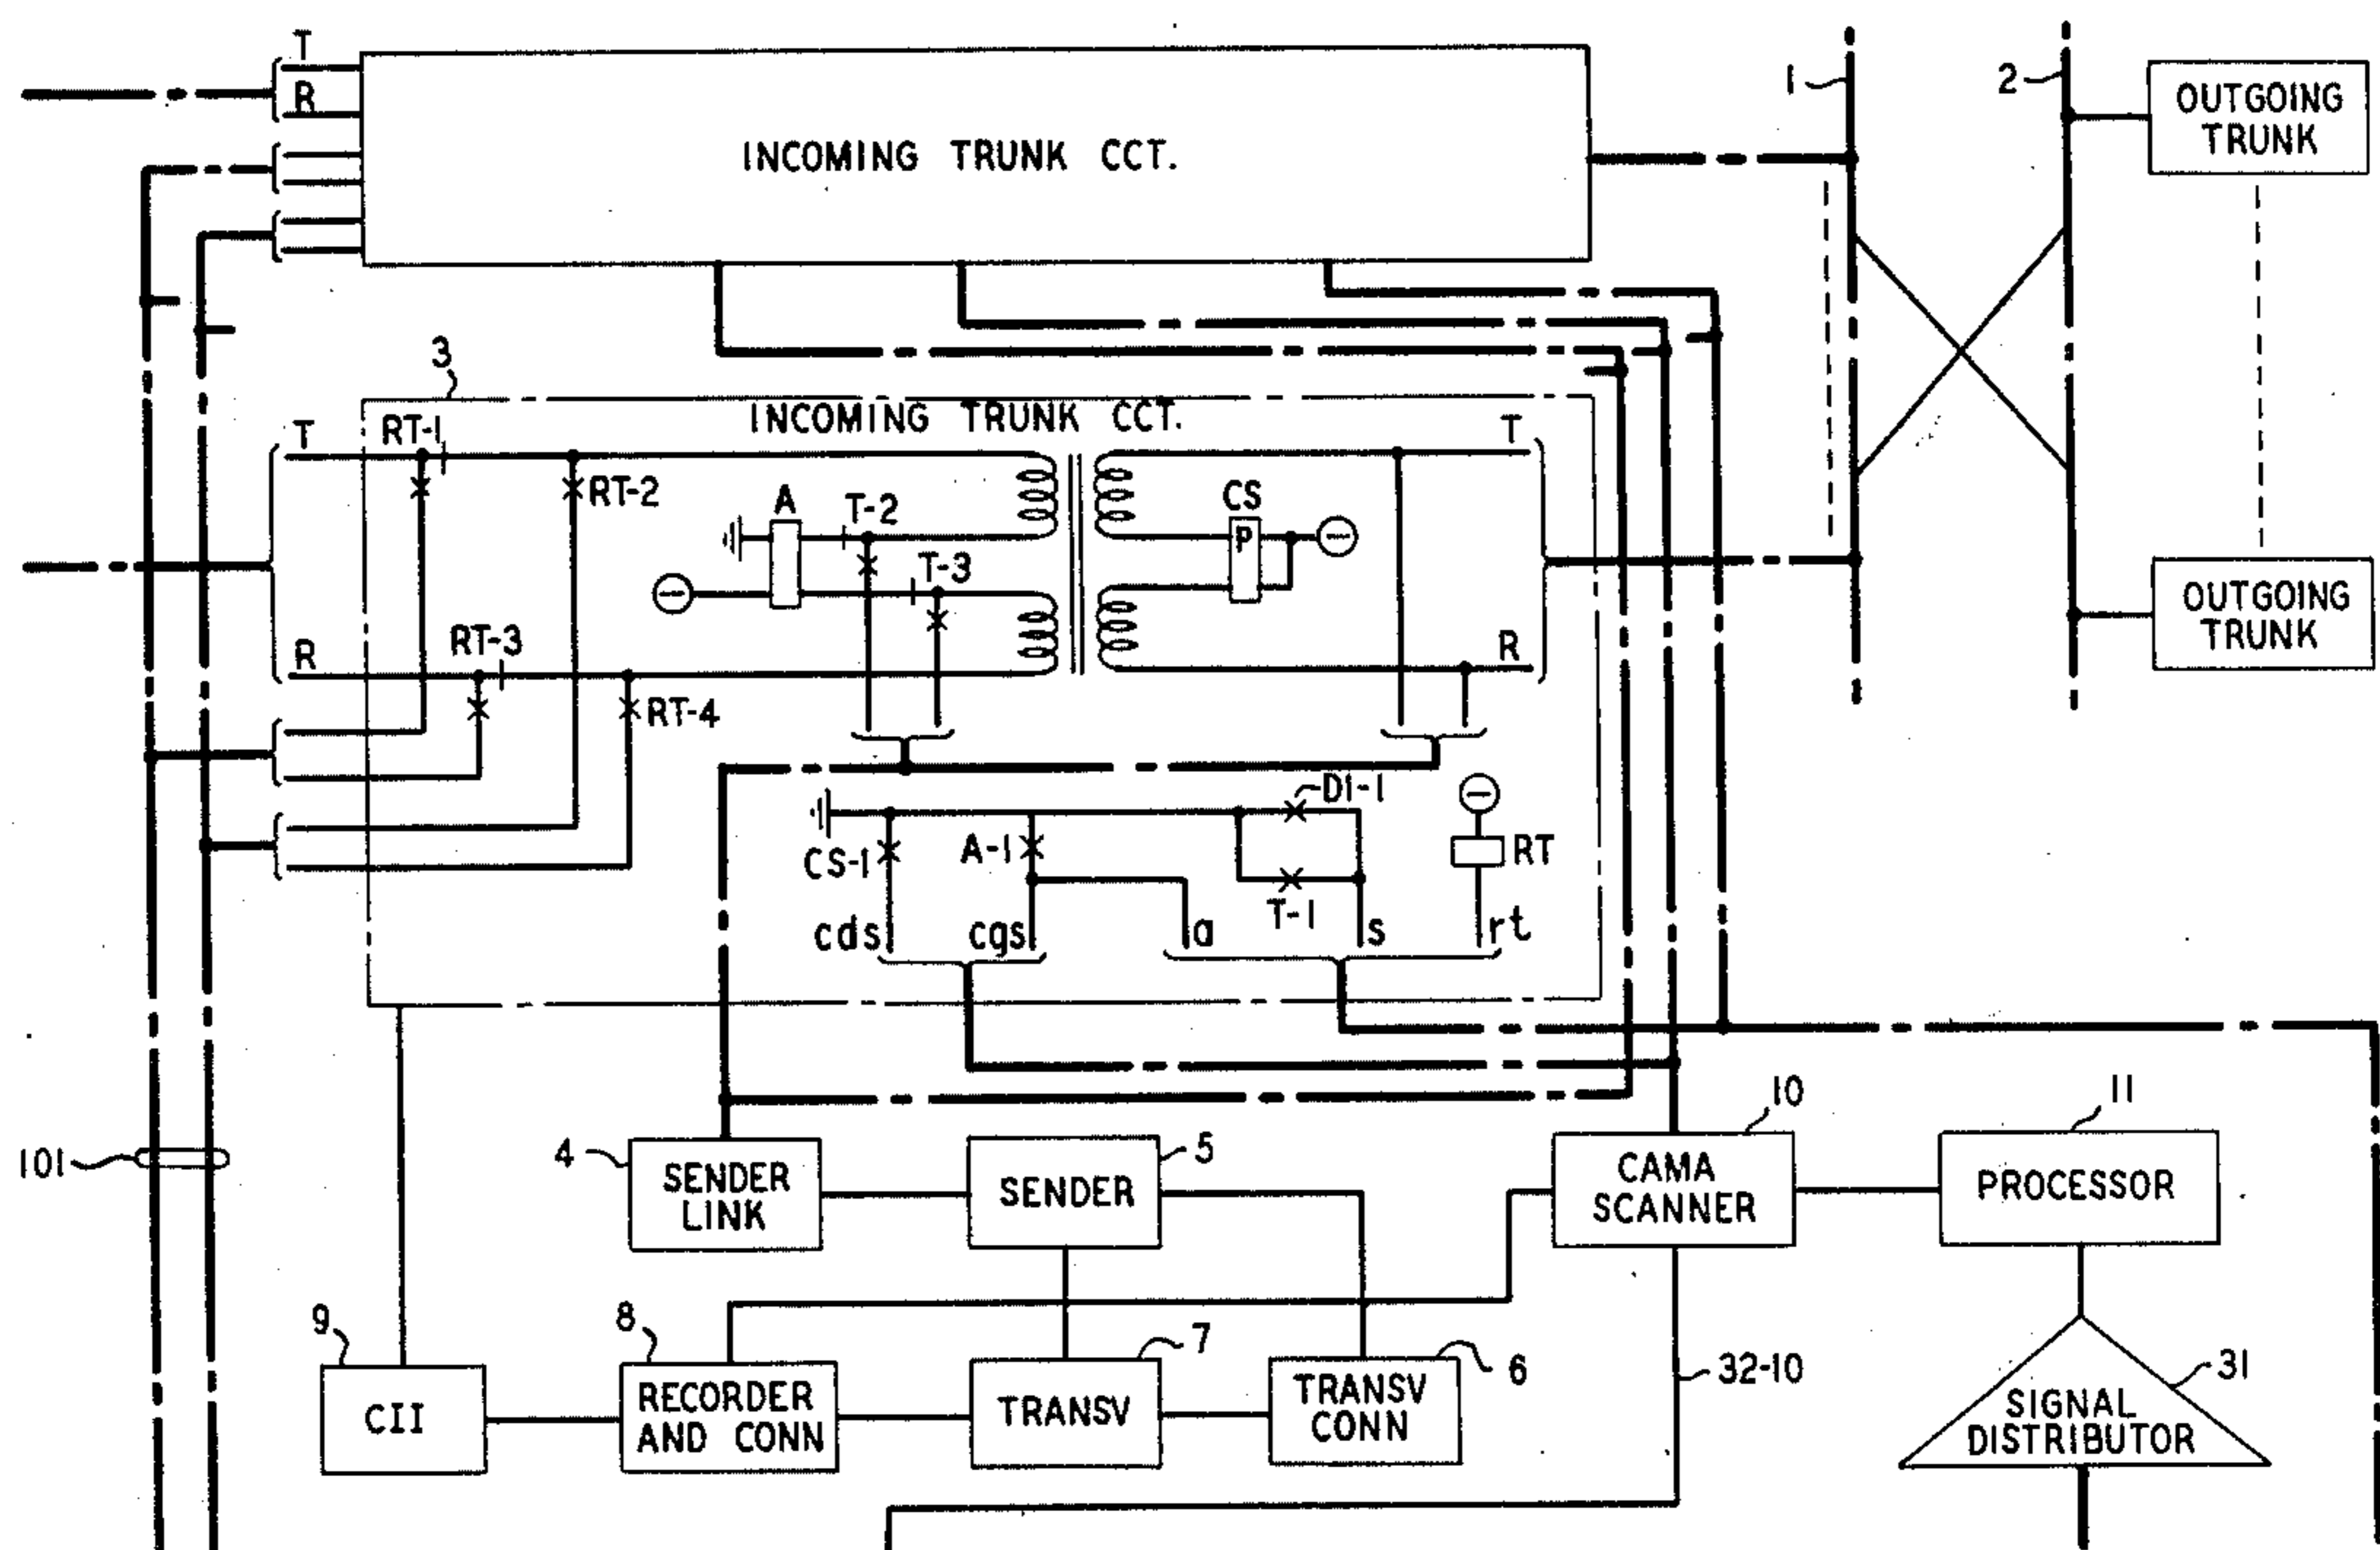 T
R
INCOMING TRUNK CCT.
1
2
OUTGOING
TRUNK
3
INCOMING TRUNK CCT.
T
RT-1
RT-2
A
T-2
T-3
CS
P
T
OUTGOING
TRUNK
R
RT-3
RT-4
R
D1-1
CS-1
A-1
T-1
RT
cds
cgs
a
s
rt
101
4
SENDER
LINK
5
SENDER
10
CAMA
SCANNER
11
PROCESSOR
9
CII
8
RECORDER
AND CONN
7
TRANSV
6
TRANSV
CONN
32-10
31
SIGNAL
DISTRIBUTOR